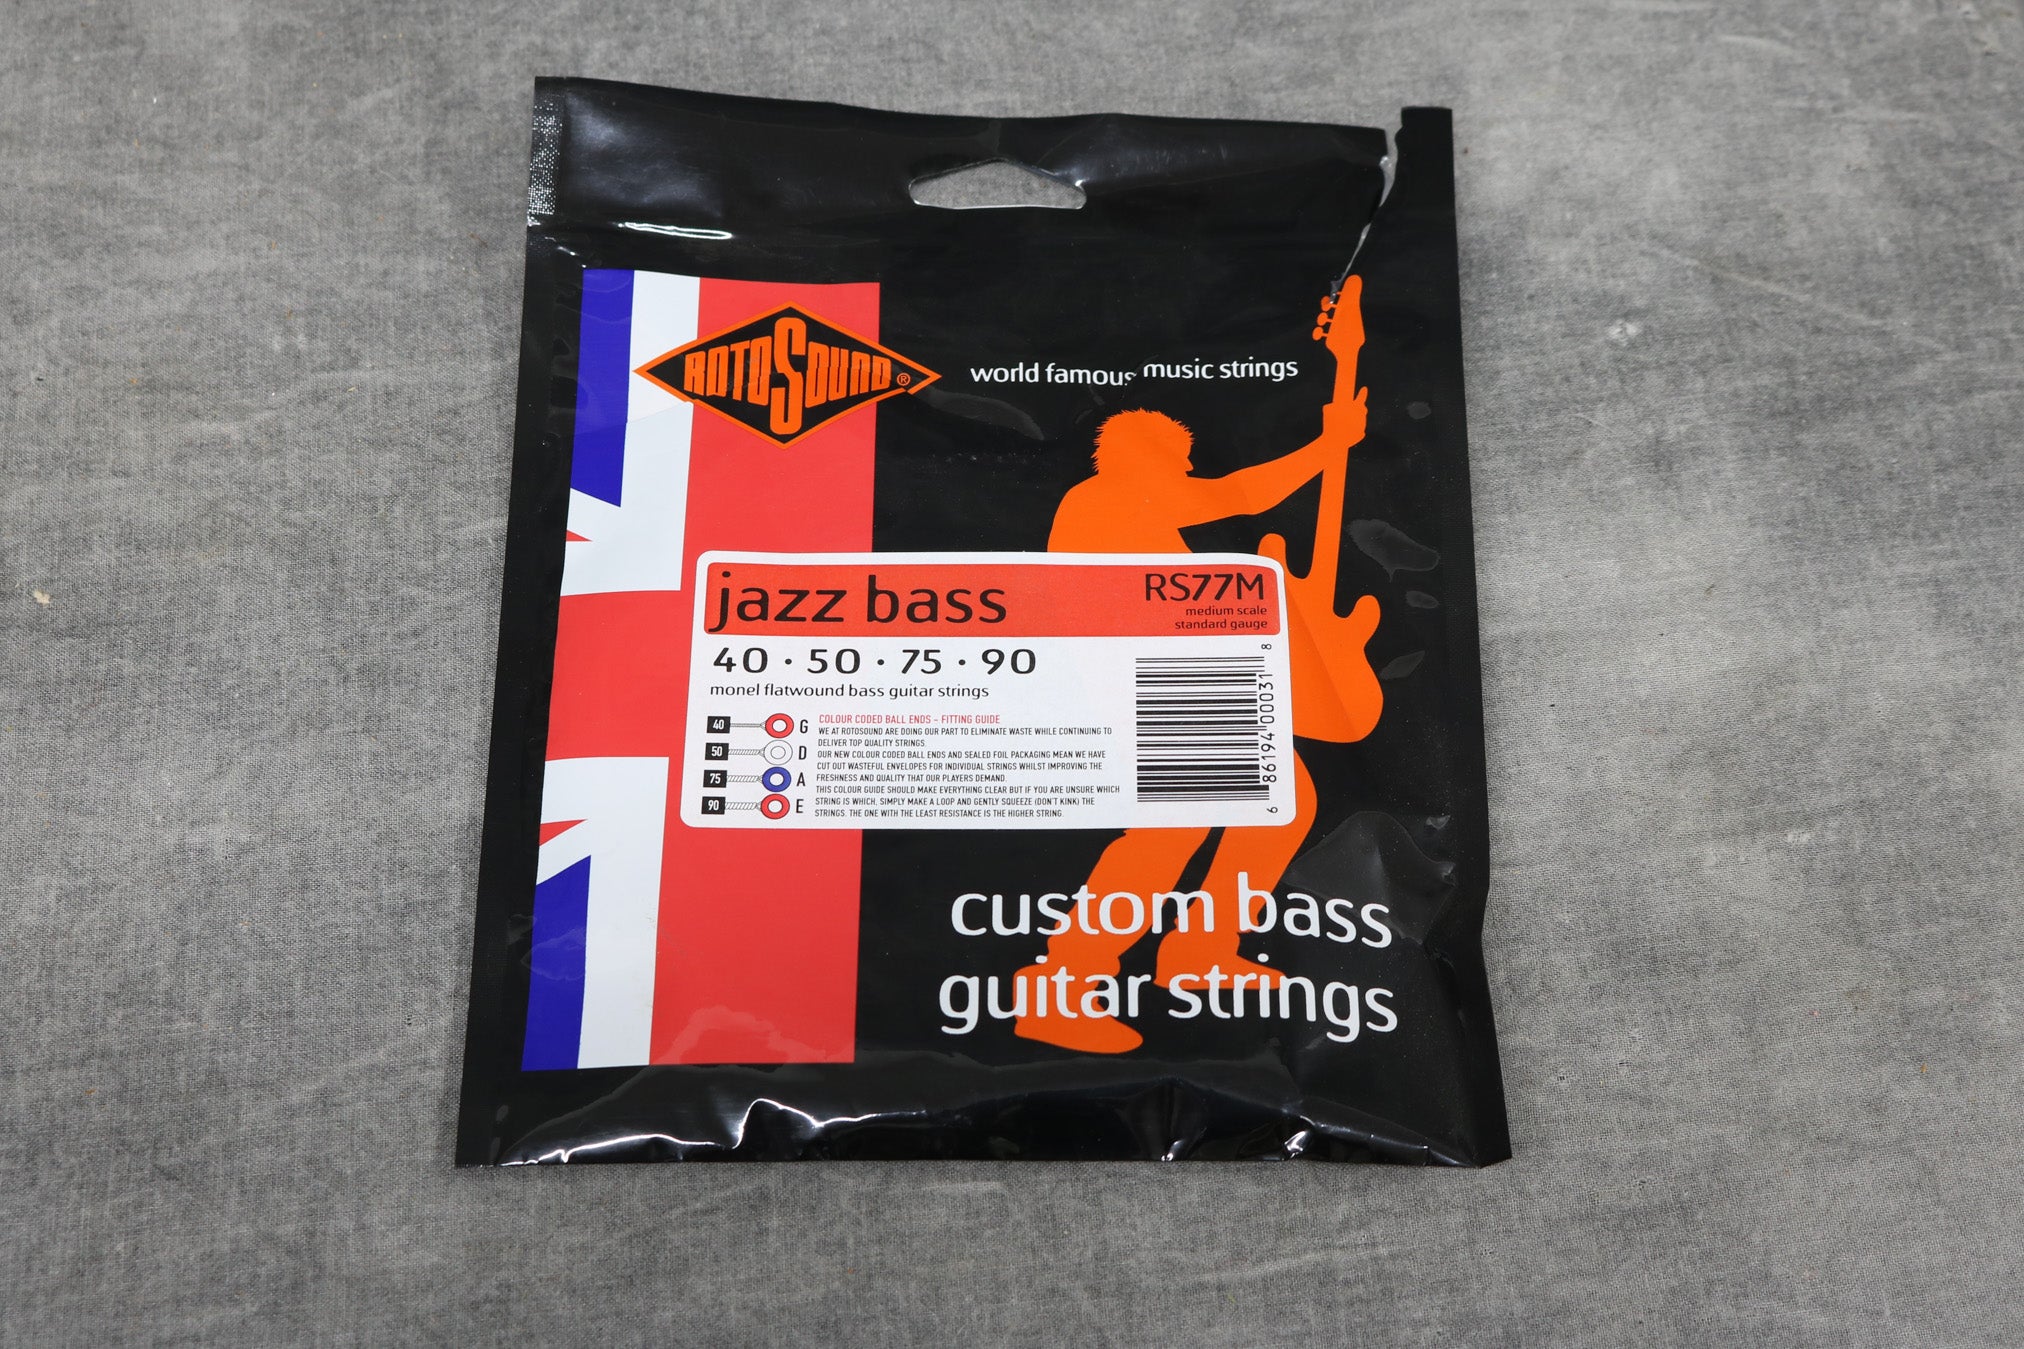 ROTOSOUND®
world famous music strings
jazz bass
RS77M
medium scale
standard gauge
40 · 50 · 75 · 90
monel flatwound bass guitar strings
40 G
50 D
75 A
90 E
COLOUR CODED BALL ENDS – FITTING GUIDE
WE AT ROTOSOUND ARE DOING OUR PART TO ELIMINATE WASTE WHILE CONTINUING TO
DELIVER TOP QUALITY STRINGS.
OUR NEW COLOUR CODED BALL ENDS AND SEALED FOIL PACKAGING MEAN WE HAVE
CUT OUT WASTEFUL ENVELOPES FOR INDIVIDUAL STRINGS WHILST IMPROVING THE
FRESHNESS AND QUALITY THAT OUR PLAYERS DEMAND.
THIS COLOUR GUIDE SHOULD MAKE EVERYTHING CLEAR BUT IF YOU ARE UNSURE WHICH
STRING IS WHICH, SIMPLY MAKE A LOOP AND GENTLY SQUEEZE (DON'T KINK) THE
STRINGS. THE ONE WITH THE LEAST RESISTANCE IS THE HIGHER STRING.
6 86194 00031 8
custom bass
guitar strings